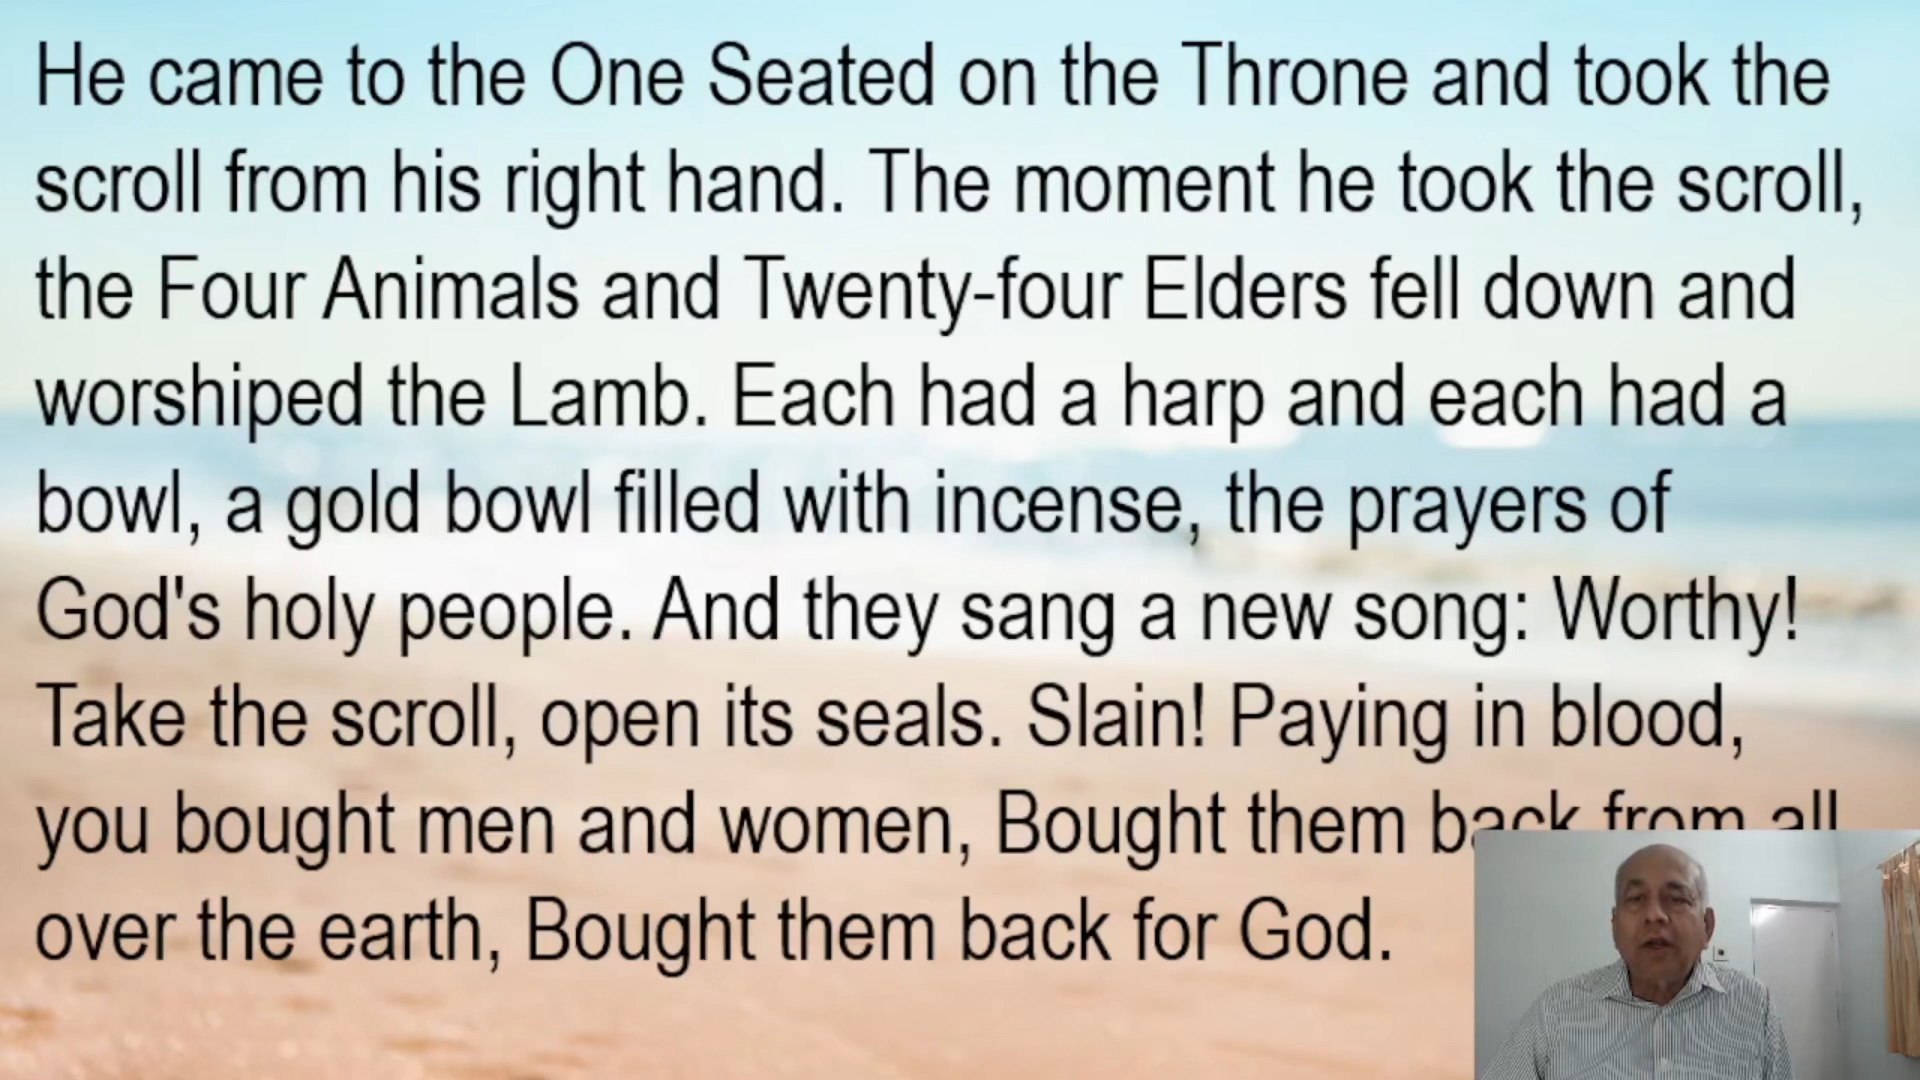 He came to the One Seated on the Throne and took the
scroll from his right hand. The moment he took the scroll,
the Four Animals and Twenty-four Elders fell down and
worshiped the Lamb. Each had a harp and each had a
bowl, a gold bowl filled with incense, the prayers of
God's holy people. And they sang a new song: Worthy!
Take the scroll, open its seals. Slain! Paying in blood,
you bought men and women, Bought them back from all
over the earth, Bought them back for God.